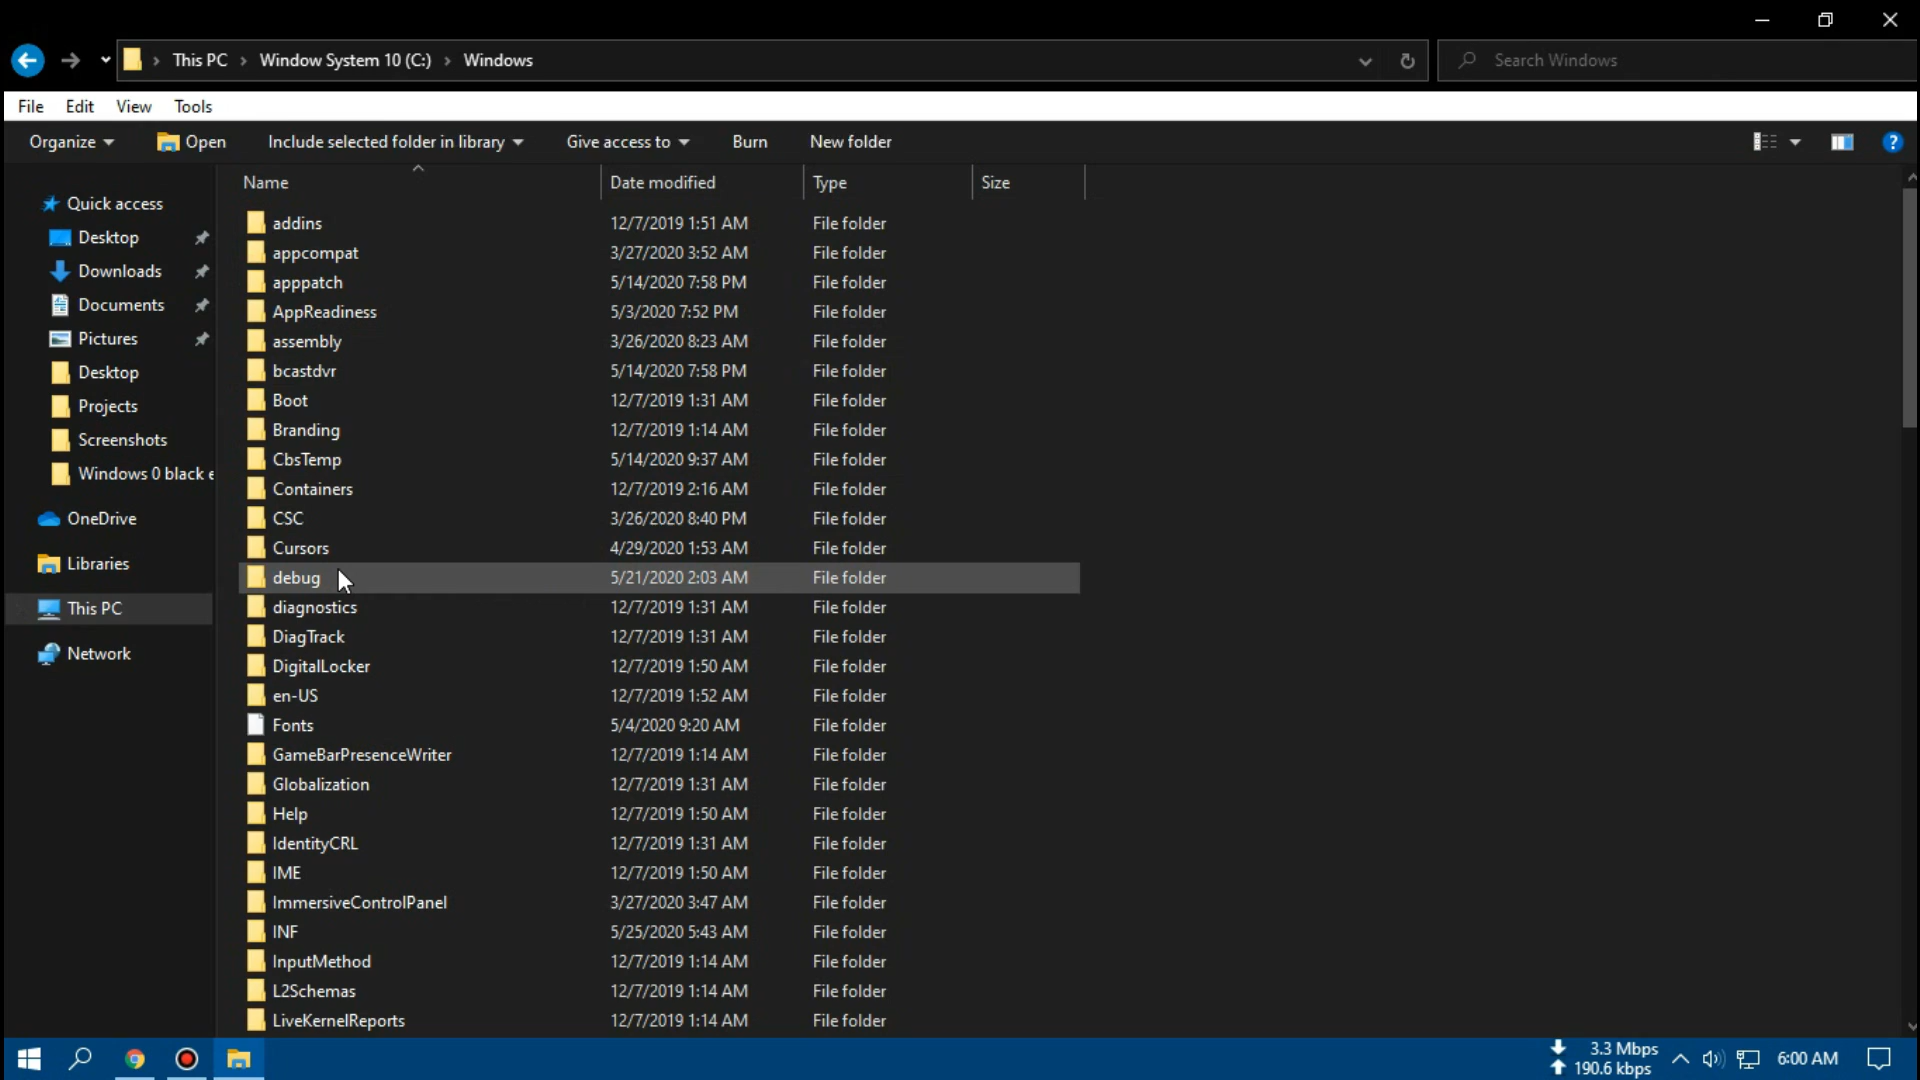 This PC > Window System 10 (C:) > Windows
Search Windows
File Edit View Tools
Organize Open Include selected folder in library Give access to Burn New folder
Name Date modified Type Size
Quick access
Desktop
Downloads
Documents
Pictures
Desktop
Projects
Screenshots
Windows 0 black e
OneDrive
Libraries
This PC
Network
addins 12/7/2019 1:51 AM File folder
appcompat 3/27/2020 3:52 AM File folder
apppatch 5/14/2020 7:58 PM File folder
AppReadiness 5/3/2020 7:52 PM File folder
assembly 3/26/2020 8:23 AM File folder
bcastdvr 5/14/2020 7:58 PM File folder
Boot 12/7/2019 1:31 AM File folder
Branding 12/7/2019 1:14 AM File folder
CbsTemp 5/14/2020 9:37 AM File folder
Containers 12/7/2019 2:16 AM File folder
CSC 3/26/2020 8:40 PM File folder
Cursors 4/29/2020 1:53 AM File folder
debug 5/21/2020 2:03 AM File folder
diagnostics 12/7/2019 1:31 AM File folder
DiagTrack 12/7/2019 1:31 AM File folder
DigitalLocker 12/7/2019 1:50 AM File folder
en-US 12/7/2019 1:52 AM File folder
Fonts 5/4/2020 9:20 AM File folder
GameBarPresenceWriter 12/7/2019 1:14 AM File folder
Globalization 12/7/2019 1:31 AM File folder
Help 12/7/2019 1:50 AM File folder
IdentityCRL 12/7/2019 1:31 AM File folder
IME 12/7/2019 1:50 AM File folder
ImmersiveControlPanel 3/27/2020 3:47 AM File folder
INF 5/25/2020 5:43 AM File folder
InputMethod 12/7/2019 1:14 AM File folder
L2Schemas 12/7/2019 1:14 AM File folder
LiveKernelReports 12/7/2019 1:14 AM File folder
3.3 Mbps
190.6 kbps
6:00 AM